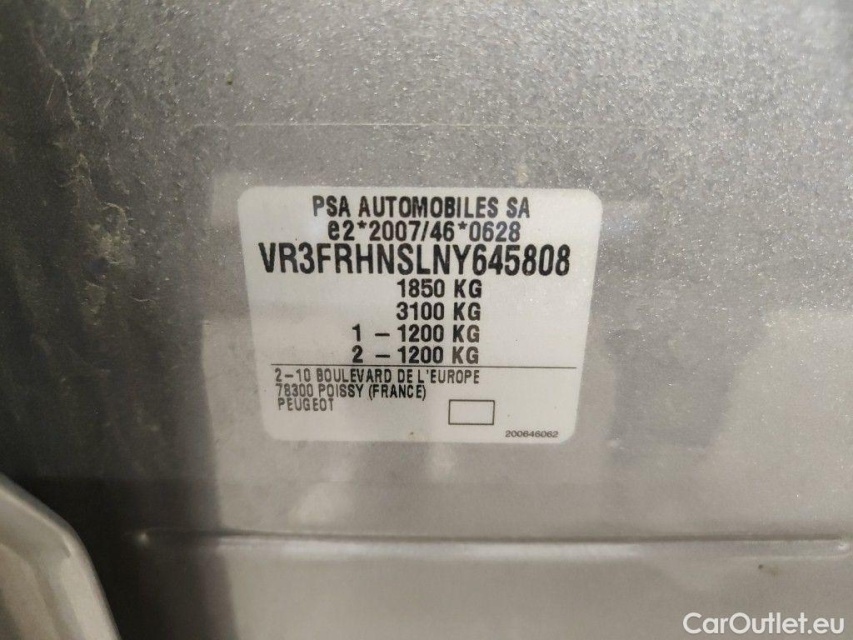 PSA AUTOMOBILES SA
e2*2007/46*0628
VR3FRHNSLNY645808
1850 KG
3100 KG
1 – 1200 KG
2 – 1200 KG
2–10 BOULEVARD DE L'EUROPE
78300 POISSY (FRANCE)
PEUGEOT
200646062
CarOutlet.eu